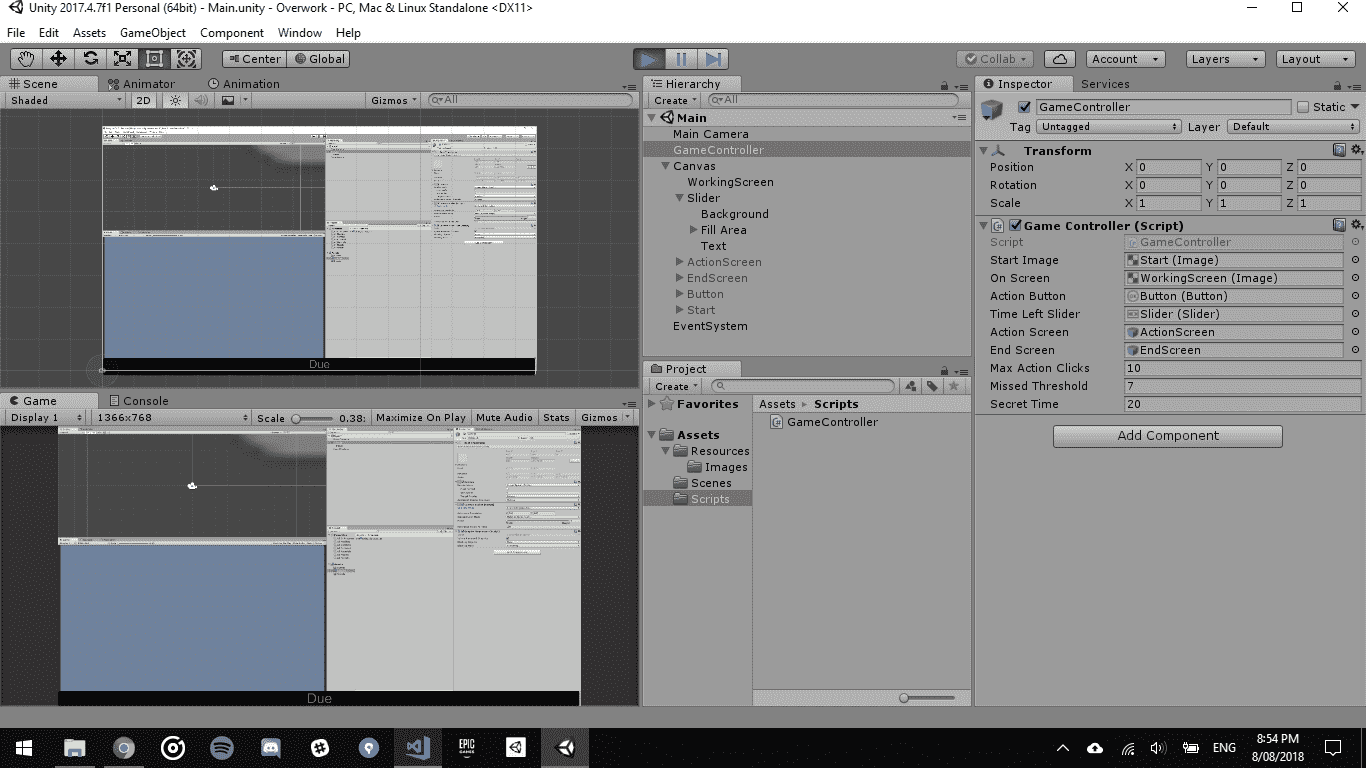 Unity 2017.4.7f1 Personal (64bit) - Main.unity - Overwork - PC, Mac & Linux Standalone <DX11>
File Edit Assets GameObject Component Window Help
Center Global Collab Account Layers Layout
Scene Animator Animation
Shaded 2D Gizmos All
Due
Game Console
Display 1 1366x768 Scale 0.38: Maximize On Play Mute Audio Stats Gizmos
Due
Hierarchy
Create All
Main
Main Camera
GameController
Canvas
WorkingScreen
Slider
Background
Fill Area
Text
ActionScreen
EndScreen
Button
Start
EventSystem
Project
Create
Favorites
Assets
Resources
Images
Scenes
Scripts
Assets Scripts
GameController
Inspector Services
GameController Static
Tag Untagged Layer Default
Transform
Position X 0 Y 0 Z 0
Rotation X 0 Y 0 Z 0
Scale X 1 Y 1 Z 1
Game Controller (Script)
Script GameController
Start Image Start (Image)
On Screen WorkingScreen (Image)
Action Button Button (Button)
Time Left Slider Slider (Slider)
Action Screen ActionScreen
End Screen EndScreen
Max Action Clicks 10
Missed Threshold 7
Secret Time 20
Add Component
EPIC GAMES
ENG
8:54 PM
8/08/2018